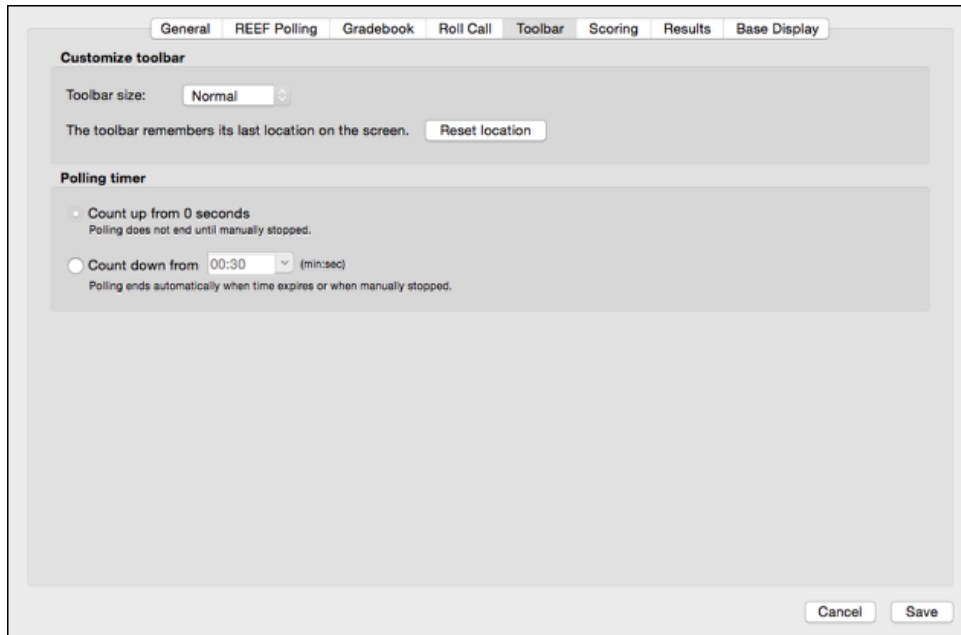 General REEF Polling Gradebook Roll Call Toolbar Scoring Results Base Display
Customize toolbar
Toolbar size: Normal
The toolbar remembers its last location on the screen. Reset location
Polling timer
Count up from 0 seconds
Polling does not end until manually stopped.
Count down from 00:30 (min:sec)
Polling ends automatically when time expires or when manually stopped.
Cancel Save